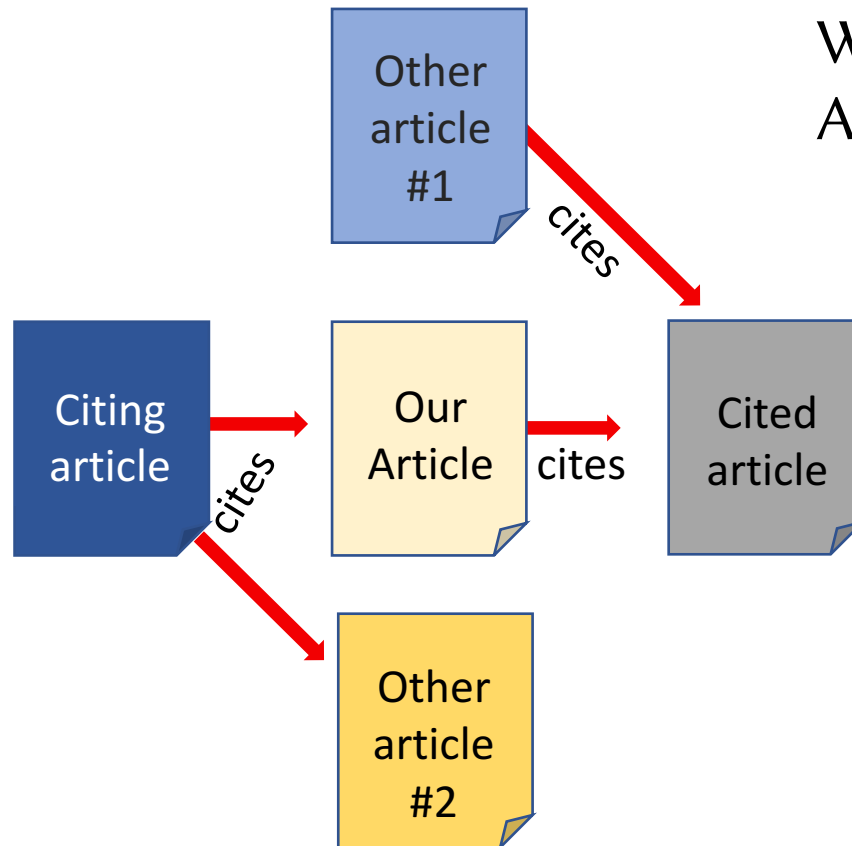 Other
article
#1
W
A
cites
Citing
article
cites
Our
Article
cites
Cited
article
Other
article
#2